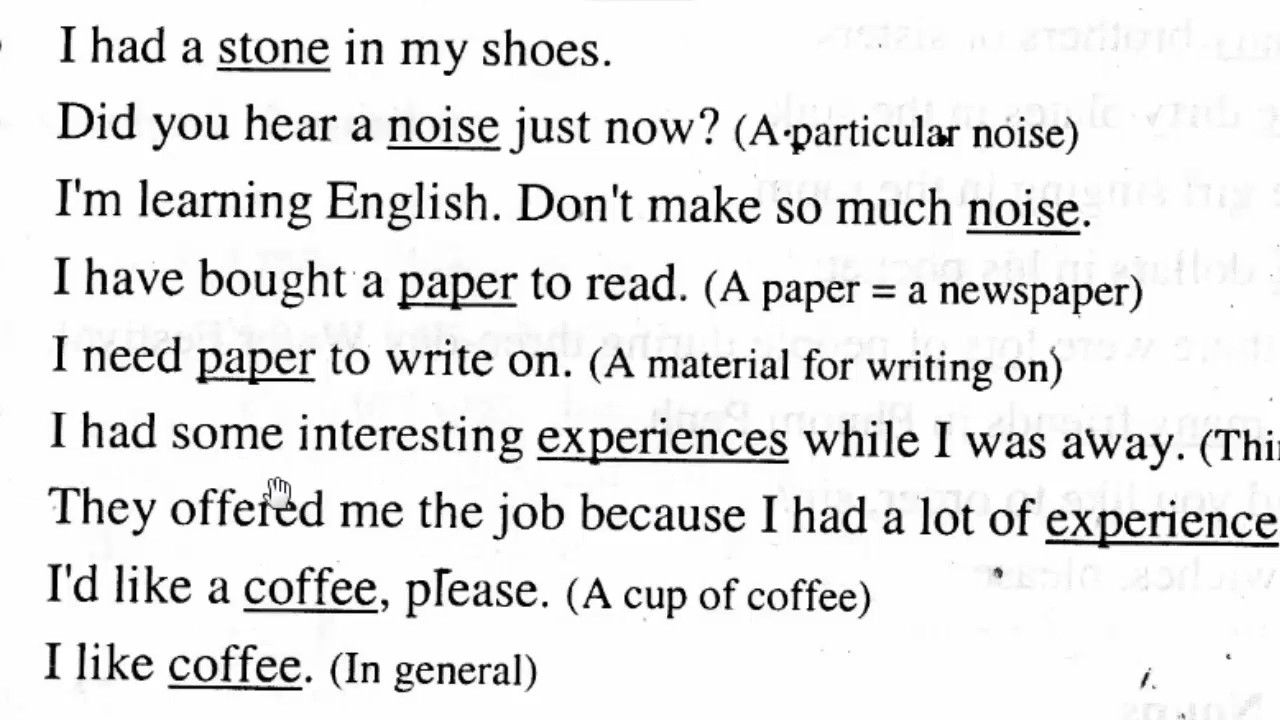 I had a stone in my shoes.
Did you hear a noise just now? (A particular noise)
I'm learning English. Don't make so much noise.
I have bought a paper to read. (A paper = a newspaper)
I need paper to write on. (A material for writing on)
I had some interesting experiences while I was away. (Thi
They offered me the job because I had a lot of experience
I'd like a coffee, please. (A cup of coffee)
I like coffee. (In general)